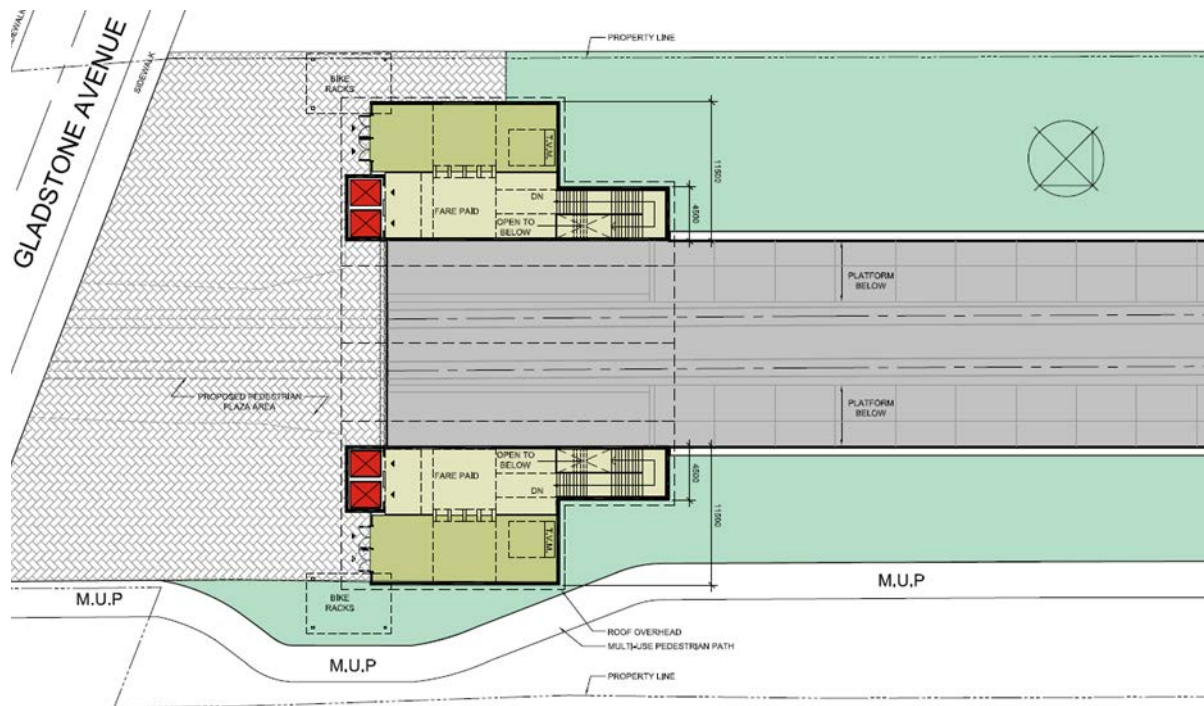 SIDEWALK
GLADSTONE AVENUE
SIDEWALK
PROPERTY LINE
BIKE
RACKS
T.V.M.
11500
4500
FARE PAID
DN
OPEN TO
BELOW
PLATFORM
BELOW
PROPOSED PEDESTRIAN
PLAZA AREA
PLATFORM
BELOW
OPEN TO
BELOW
FARE PAID
DN
4500
11500
T.V.M.
M.U.P
BIKE
RACKS
M.U.P
ROOF OVERHEAD
MULTI-USE PEDESTRIAN PATH
M.U.P
PROPERTY LINE